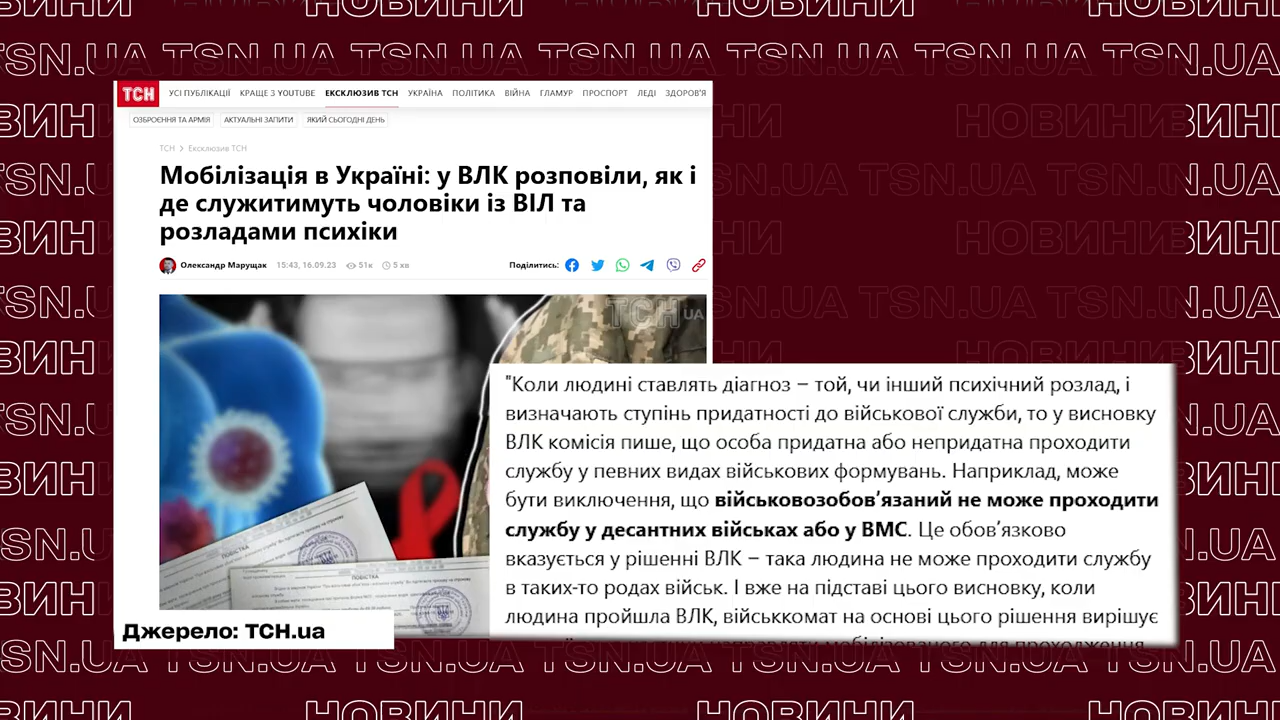 НОВИНИ
TSN.UA
ТСН
УСІ ПУБЛІКАЦІЇ КРАЩЕ З YOUTUBE ЕКСКЛЮЗИВ ТСН УКРАЇНА ПОЛІТИКА ВІЙНА ГЛАМУР ПРОСПОРТ ЛЕДІ ЗДОРОВ'Я
ОЗБРОЄННЯ ТА АРМІЯ АКТУАЛЬНІ ЗАПИТИ ЯКИЙ СЬОГОДНІ ДЕНЬ
ТСН > Ексклюзив ТСН
Мобілізація в Україні: у ВЛК розповіли, як і
де служитимуть чоловіки із ВІЛ та
розладами психіки
Олександр Марущак 15:43, 16.09.23 51к 5 хв Поділитись:
ТСН UA
"Коли людині ставлять діагноз – той, чи інший психічний розлад, і
визначають ступінь придатності до військової служби, то у висновку
ВЛК комісія пише, що особа придатна або непридатна проходити
службу у певних видах військових формувань. Наприклад, може
бути виключення, що військовозобов’язаний не може проходити
службу у десантних військах або у ВМС. Це обов’язково
вказується у рішенні ВЛК – така людина не може проходити службу
в таких-то родах військ. І вже на підставі цього висновку, коли
людина пройшла ВЛК, військкомат на основі цього рішення вирішує
ПОВІСТКА
ПОВІСТКА
Джерело: ТСН.ua